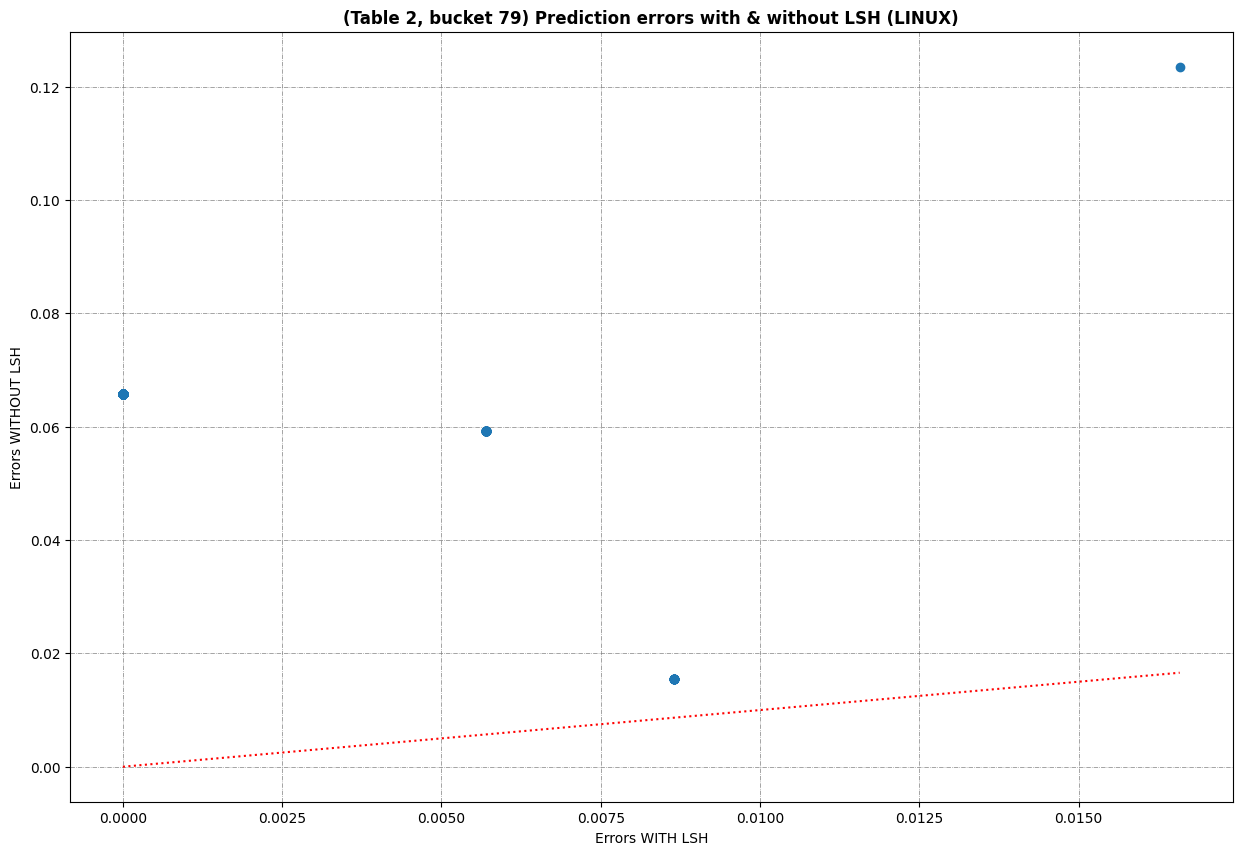 (Table 2, bucket 79) Prediction errors with & without LSH (LINUX)
0.12
0.10
0.08
0.06
0.04
0.02
0.00
Errors WITHOUT LSH
0.0000 0.0025 0.0050 0.0075 0.0100 0.0125 0.0150
Errors WITH LSH